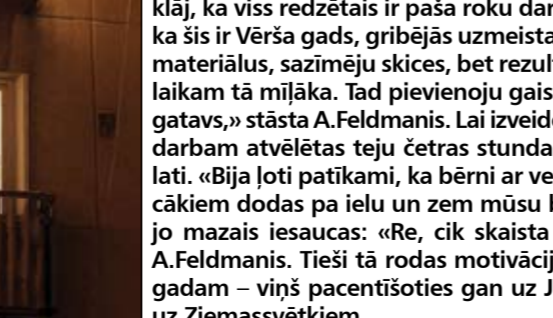 klāj, ka viss redzētais ir paša roku dar
ka šis ir Vērša gads, gribējās uzmeista
materiālus, sazīmēju skices, bet rezul
laikam tā mīļāka. Tad pievienoju gais
gatavs,» stāsta A.Feldmanis. Lai izveid
darbam atvēlētas teju četras stunda
lati. «Bija ļoti patīkami, ka bērni ar ve
cākiem dodas pa ielu un zem mūsu
jo mazais iesaucas: «Re, cik skaista
A.Feldmanis. Tieši tā rodas motivācij
gadam – viņš pacentīšoties gan uz J
uz Ziemassvētkiem